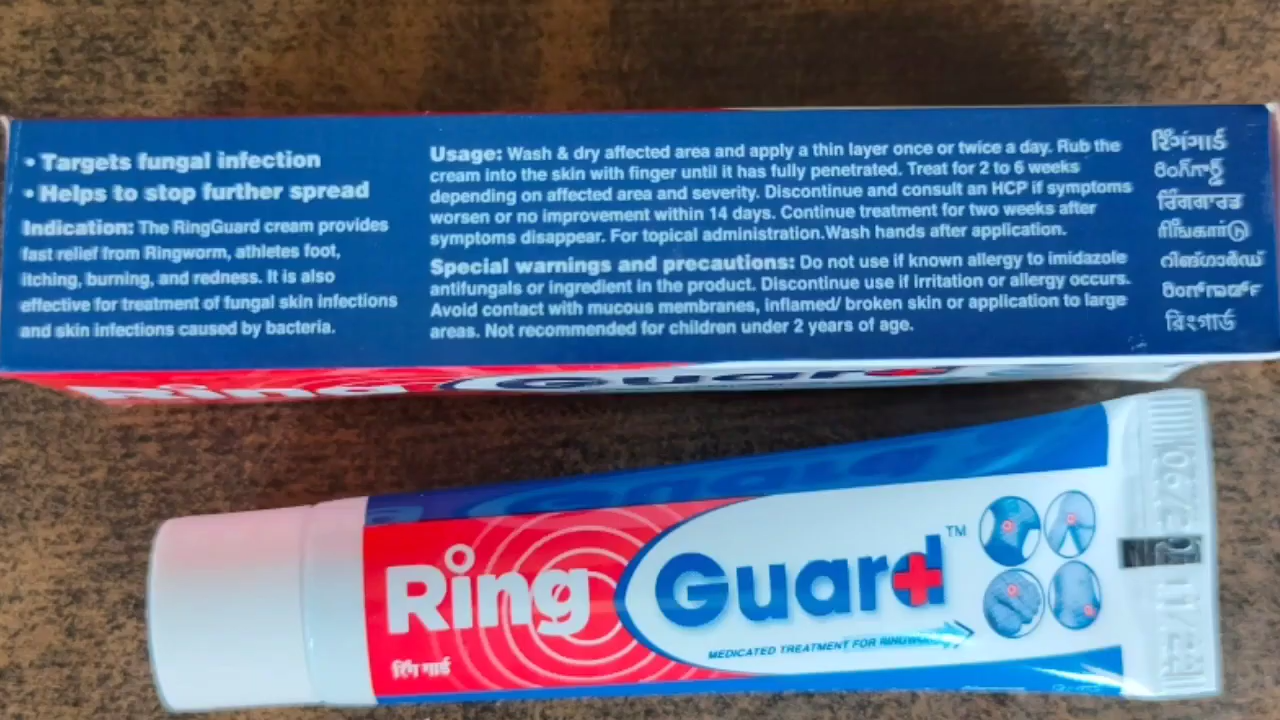 • Targets fungal infection
• Helps to stop further spread
Indication: The RingGuard cream provides
fast relief from Ringworm, athletes foot,
itching, burning, and redness. It is also
effective for treatment of fungal skin infections
and skin infections caused by bacteria.
Usage: Wash & dry affected area and apply a thin layer once or twice a day. Rub the
cream into the skin with finger until it has fully penetrated. Treat for 2 to 6 weeks
depending on affected area and severity. Discontinue and consult an HCP if symptoms
worsen or no improvement within 14 days. Continue treatment for two weeks after
symptoms disappear. For topical administration.Wash hands after application.
Special warnings and precautions: Do not use if known allergy to imidazole
antifungals or ingredient in the product. Discontinue use if irritation or allergy occurs.
Avoid contact with mucous membranes, inflamed/ broken skin or application to large
areas. Not recommended for children under 2 years of age.
Ring Guard
Ring Guard™
MEDICATED TREATMENT FOR RINGWORM
रिंग गार्ड